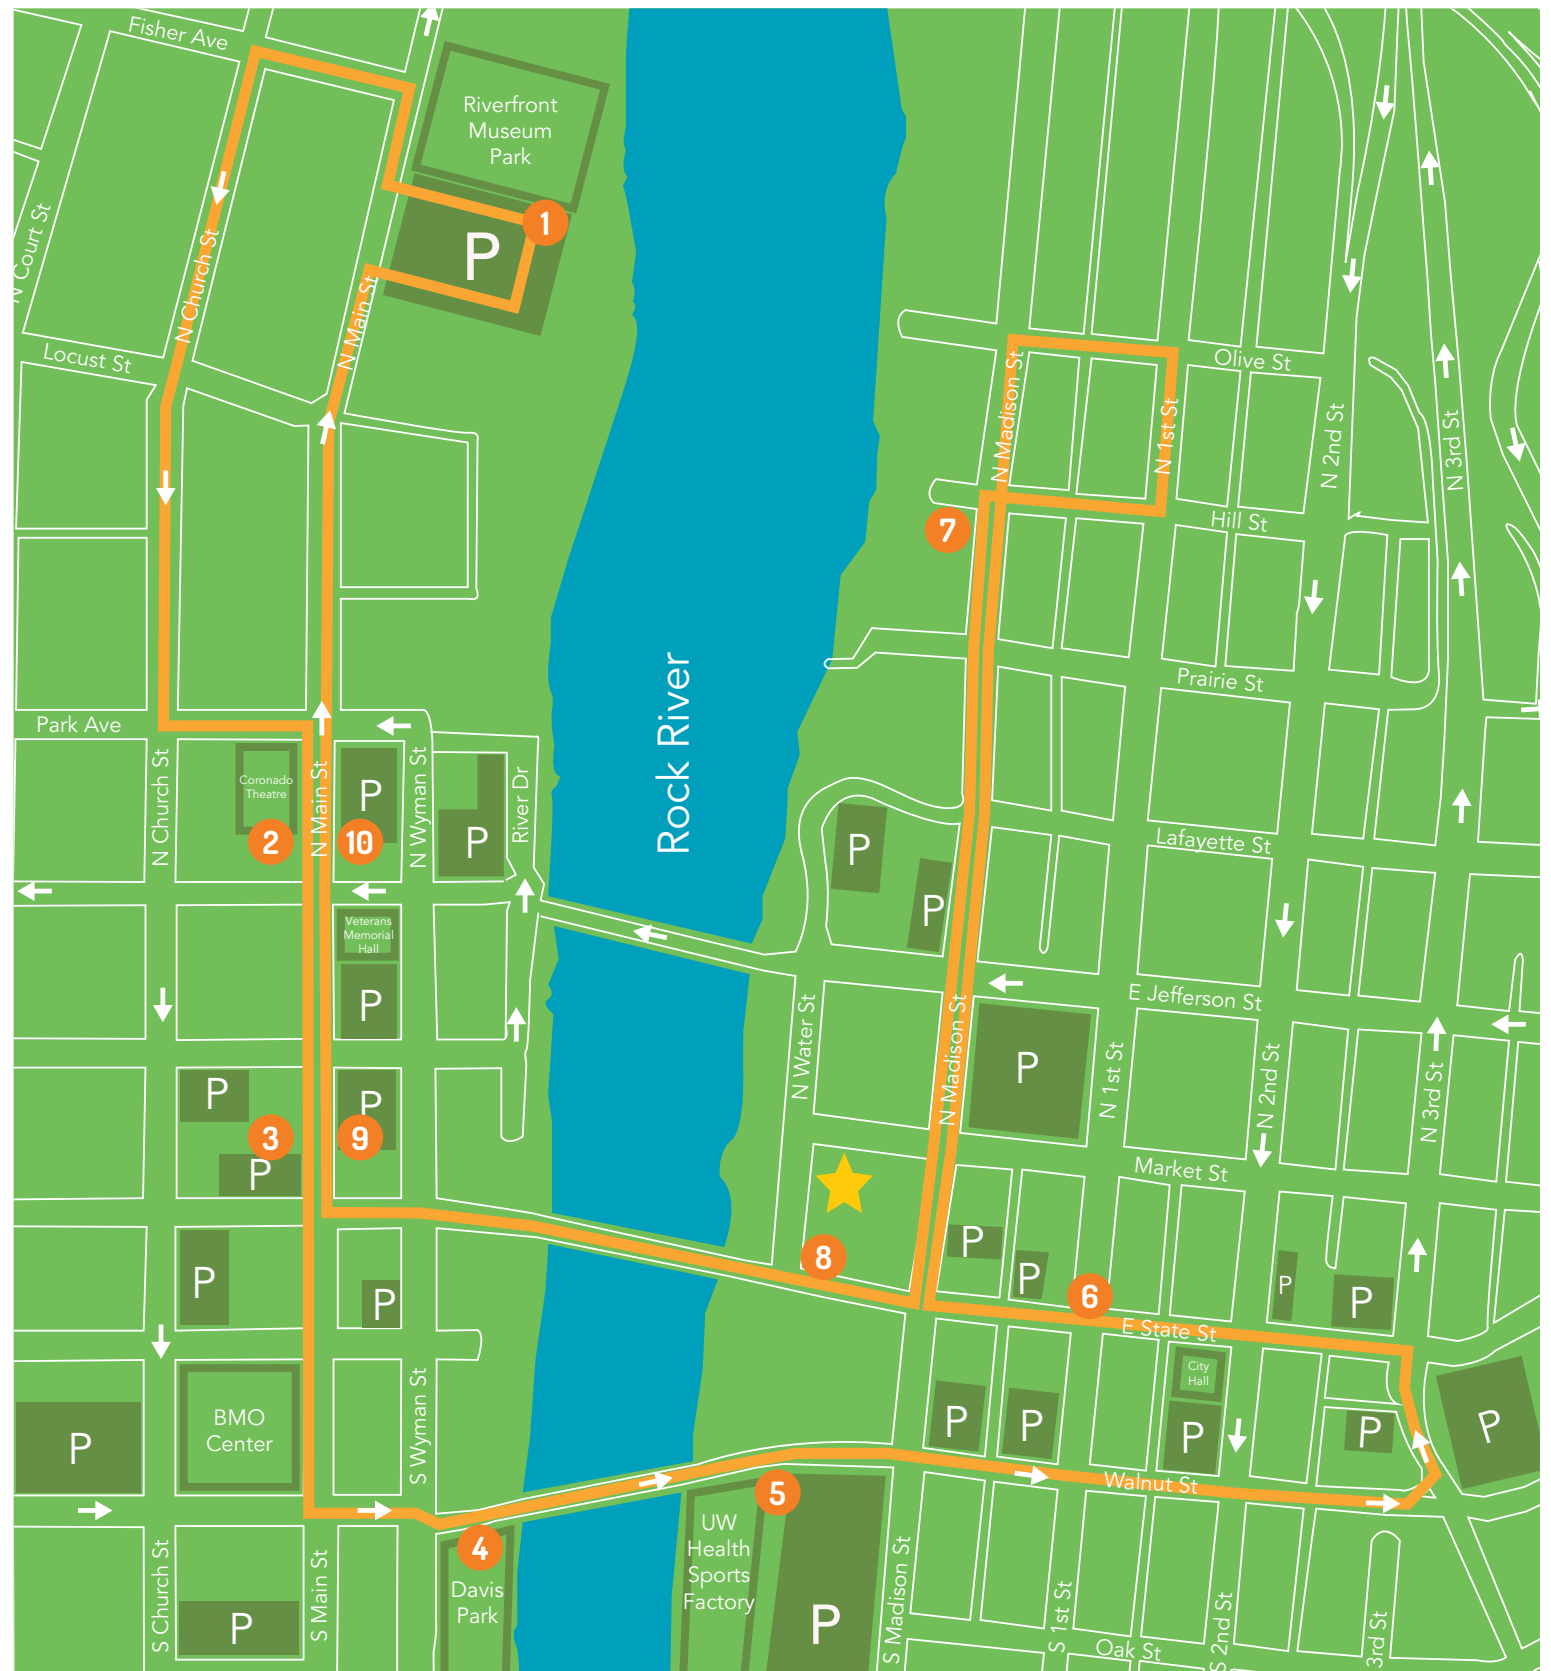 Fisher Ave
Riverfront
Museum
Park
1
P
N Court St
N Church St
N Main St
Locust St
Olive St
N Madison St
N 1st St
N 2nd St
N 3rd St
Hill St
7
Rock River
Prairie St
Park Ave
N Church St
Coronado
Theatre
2
N Main St
P
10
N Wyman St
P
River Dr
P
P
Lafayette St
Veterans
Memorial
Hall
P
E Jefferson St
N Water St
N Madison St
P
N 1st St
N 2nd St
N 3rd St
P
3
P
P
9
Market St
P
P
8
P
P
6
P
P
E State St
City
Hall
P
P
P
P
P
P
BMO
Center
S Wyman St
Walnut St
5
UW
Health
Sports
Factory
P
4
Davis
Park
S Church St
P
S Main St
S Madison St
S 1st St
Oak St
S 2nd St
3rd St